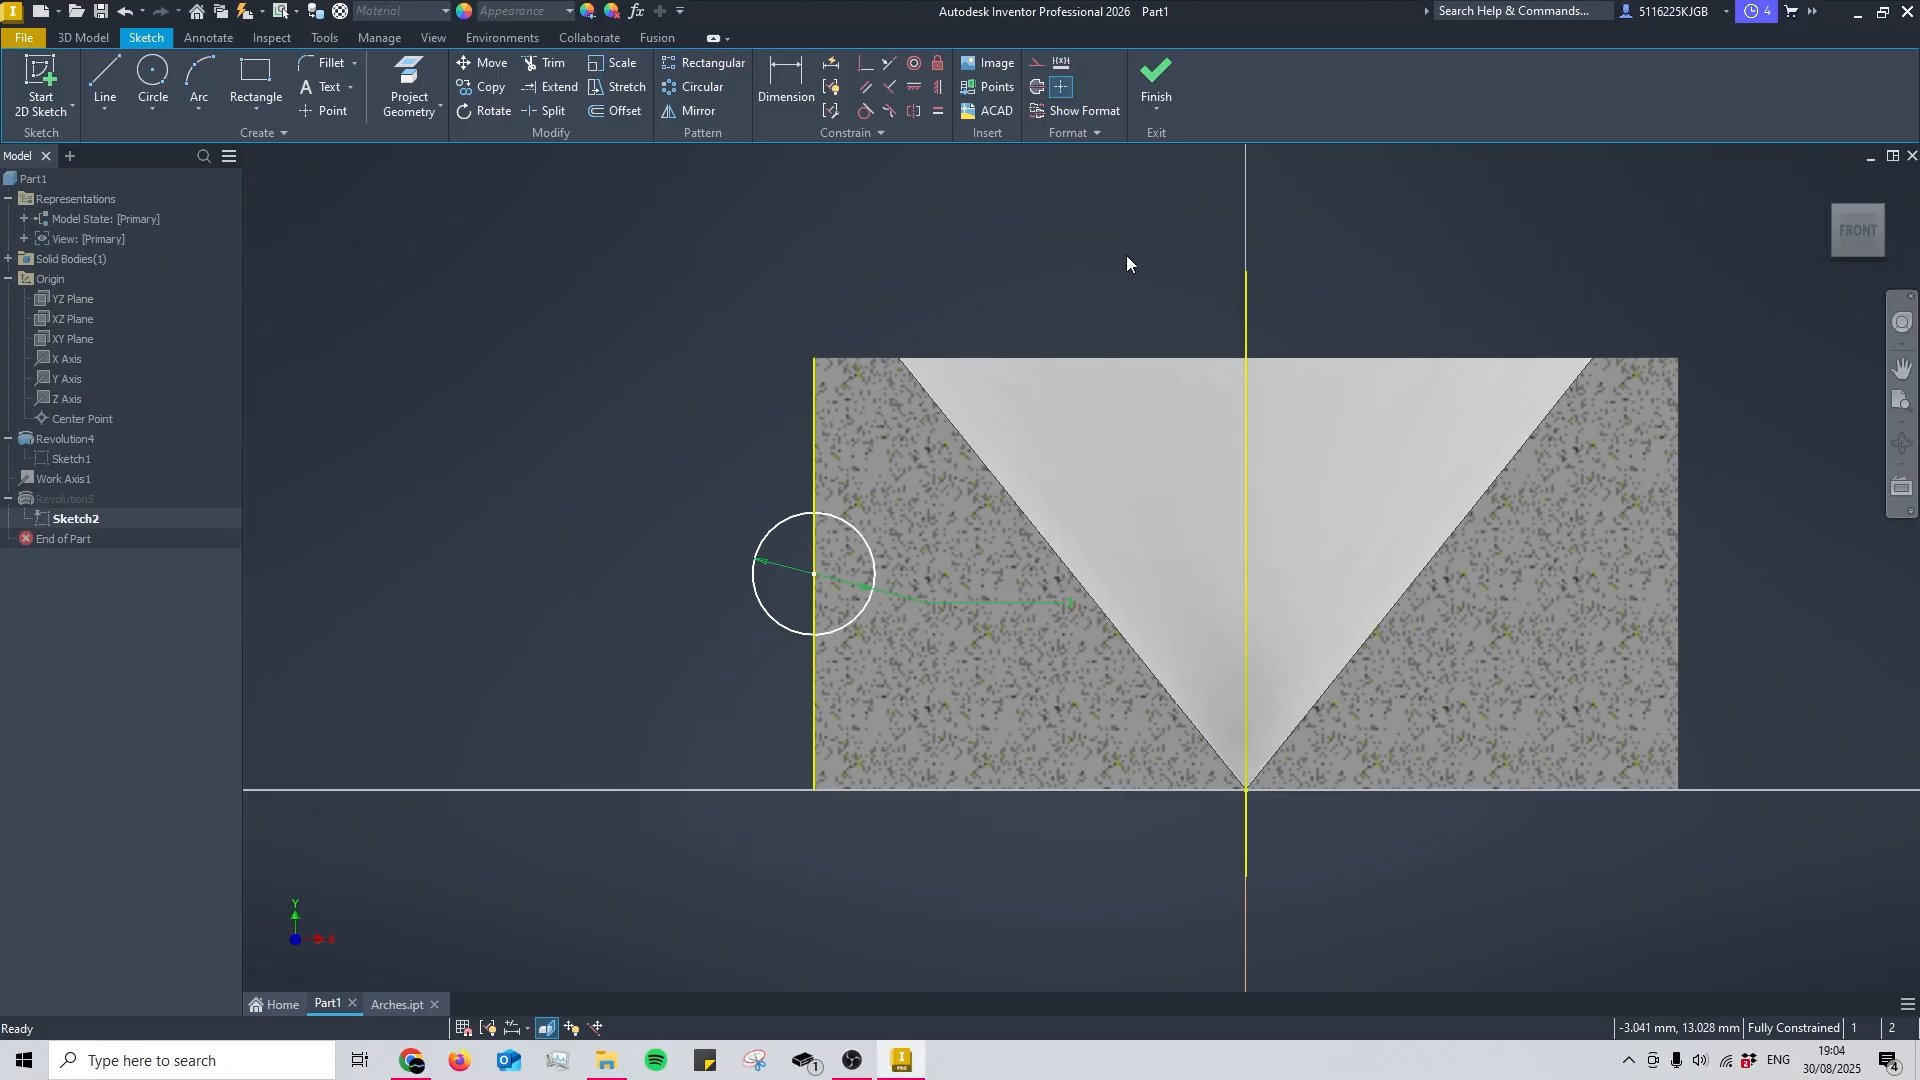 Material
Appearance
fx
Autodesk Inventor Professional 2026 Part1
Search Help & Commands...
5116225KJGB
4
File
3D Model
Sketch
Annotate
Inspect
Tools
Manage
View
Environments
Collaborate
Fusion
Start
2D Sketch
Line
Circle
Arc
Rectangle
Fillet
Text
Point
Project
Geometry
Move
Copy
Rotate
Trim
Extend
Split
Scale
Stretch
Offset
Rectangular
Circular
Mirror
Dimension
Image
Points
ACAD
Show Format
Finish
Sketch
Create
Modify
Pattern
Constrain
Insert
Format
Exit
Model
Part1
Representations
Model State: [Primary]
View: [Primary]
Solid Bodies(1)
Origin
YZ Plane
XZ Plane
XY Plane
X Axis
Y Axis
Z Axis
Center Point
Revolution4
Sketch1
Work Axis1
Revolution5
Sketch2
End of Part
FRONT
Y
X
Home
Part1
Arches.ipt
Ready
-3.041 mm, 13.028 mm
Fully Constrained
1
2
Type here to search
ENG
19:04
30/08/2025